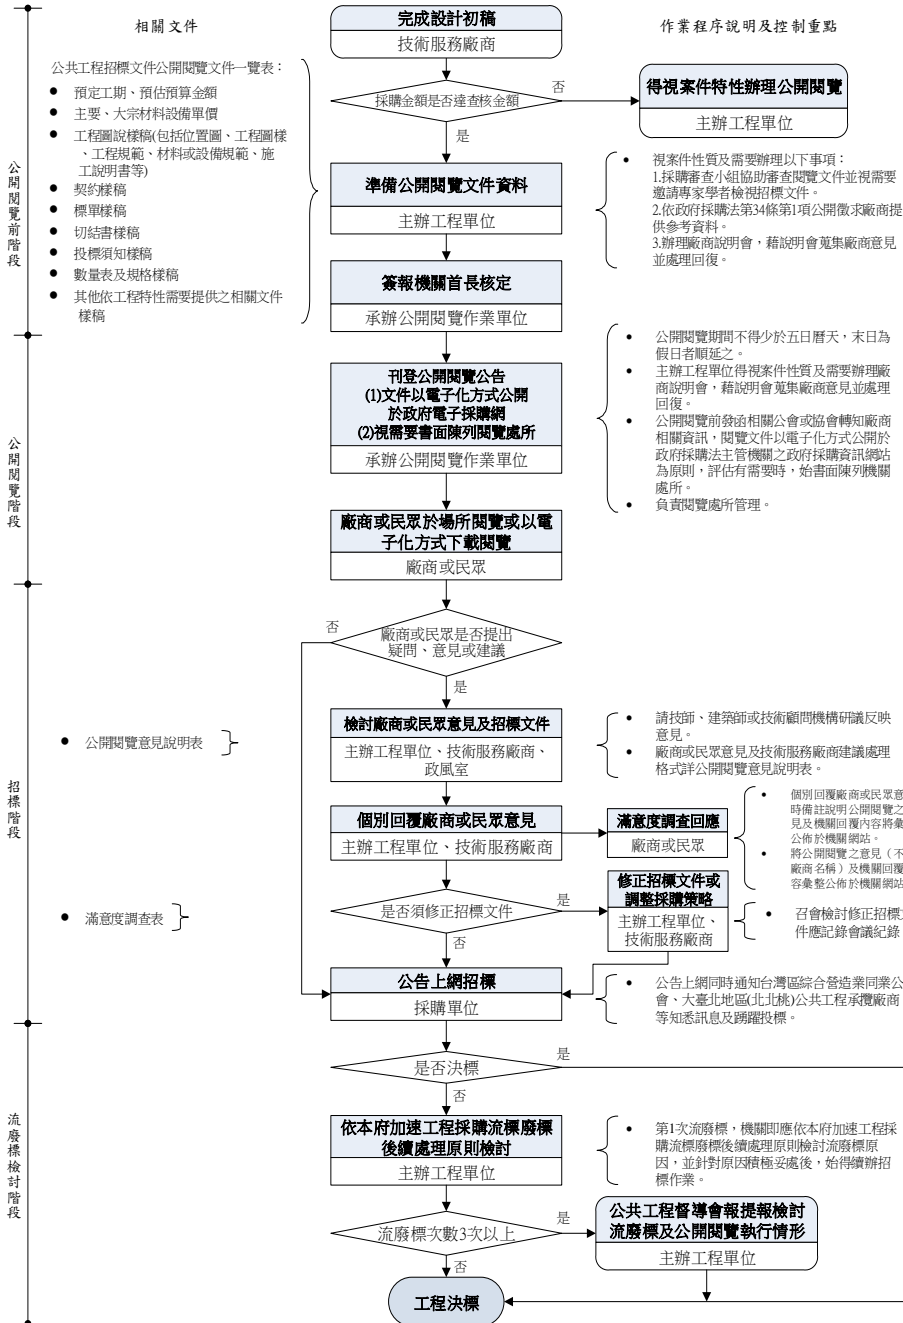 相關文件
作業程序說明及控制重點
完成設計初稿
技術服務廠商
公共工程招標文件公開閱覽文件一覽表：
● 預定工期、預估預算金額
● 主要、大宗材料設備單價
● 工程圖說樣稿(包括位置圖、工程圖樣
、工程規範、材料或設備規範、施
工說明書等)
● 契約樣稿
● 標單樣稿
● 切結書樣稿
● 投標須知樣稿
● 數量表及規格樣稿
● 其他依工程特性需要提供之相關文件
樣稿
公開閱覽前階段
採購金額是否達查核金額
否
是
得視案件特性辦理公開閱覽
主辦工程單位
準備公開閱覽文件資料
主辦工程單位
● 視案件性質及需要辦理以下事項：
1.採購審查小組協助審查閱覽文件並視需要
邀請專家學者檢視招標文件。
2.依政府採購法第34條第1項公開徵求廠商提
供參考資料。
3.辦理廠商說明會，藉說明會蒐集廠商意見
並處理回復。
簽報機關首長核定
承辦公開閱覽作業單位
公開閱覽階段
刊登公開閱覽公告
(1)文件以電子化方式公開
於政府電子採購網
(2)視需要書面陳列閱覽處所
承辦公開閱覽作業單位
● 公開閱覽期間不得少於五日曆天，末日為
假日者順延之。
● 主辦工程單位得視案件性質及需要辦理廠
商說明會，藉說明會蒐集廠商意見並處理
回復。
● 公開閱覽前發函相關公會或協會轉知廠商
相關資訊，閱覽文件以電子化方式公開於
政府採購法主管機關之政府採購資訊網站
為原則，評估有需要時，始書面陳列機關
處所。
● 負責閱覽處所管理。
廠商或民眾於場所閱覽或以電
子化方式下載閱覽
廠商或民眾
招標階段
廠商或民眾是否提出
疑問、意見或建議
否
是
檢討廠商或民眾意見及招標文件
主辦工程單位、技術服務廠商、
政風室
● 公開閱覽意見說明表
● 請技師、建築師或技術顧問機構研議反映
意見。
● 廠商或民眾意見及技術服務廠商建議處理
格式詳公開閱覽意見說明表。
個別回覆廠商或民眾意見
主辦工程單位、技術服務廠商
滿意度調查回應
廠商或民眾
● 個別回覆廠商或民眾意
時備註說明公開閱覽之
見及機關回覆內容將彙
公佈於機關網站。
● 將公開閱覽之意見（不
廠商名稱）及機關回覆
容彙整公佈於機關網站
● 滿意度調查表
是否須修正招標文件
是
否
修正招標文件或
調整採購策略
主辦工程單位、
技術服務廠商
● 召會檢討修正招標
件應記錄會議紀錄
公告上網招標
採購單位
● 公告上網同時通知台灣區綜合營造業同業公
會、大臺北地區(北北桃)公共工程承攬廠商
等知悉訊息及踴躍投標。
流廢標檢討階段
是否決標
是
否
依本府加速工程採購流標廢標
後續處理原則檢討
主辦工程單位
● 第1次流廢標，機關即應依本府加速工程採
購流標廢標後續處理原則檢討流廢標原
因，並針對原因積極妥處後，始得續辦招
標作業。
流廢標次數3次以上
是
否
公共工程督導會報提報檢討
流廢標及公開閱覽執行情形
主辦工程單位
工程決標